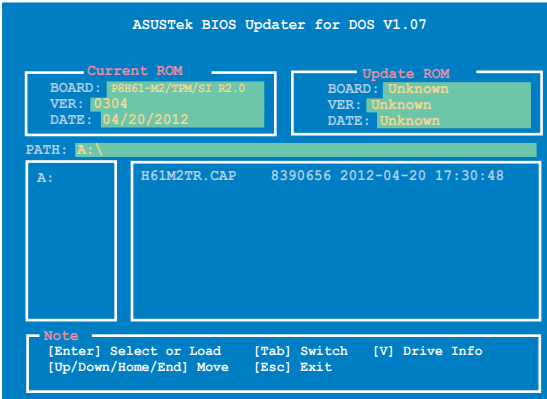 ASUSTek BIOS Updater for DOS V1.07
Current ROM
BOARD: P8H61-M2/TPM/SI R2.0
VER: 0304
DATE: 04/20/2012
Update ROM
BOARD: Unknown
VER: Unknown
DATE: Unknown
PATH: A:\
A:
H61M2TR.CAP 8390656 2012-04-20 17:30:48
Note
[Enter] Select or Load [Tab] Switch [V] Drive Info
[Up/Down/Home/End] Move [Esc] Exit